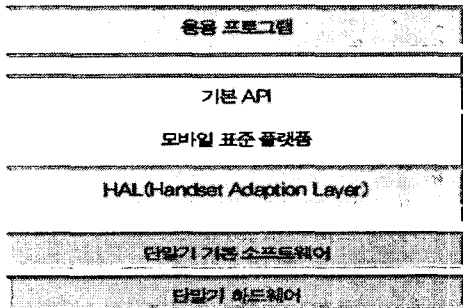 응용 프로그램
기본 API
모바일 표준 플랫폼
HAL(Handset Adaption Layer)
단말기 기본 소프트웨어
단말기 하드웨어